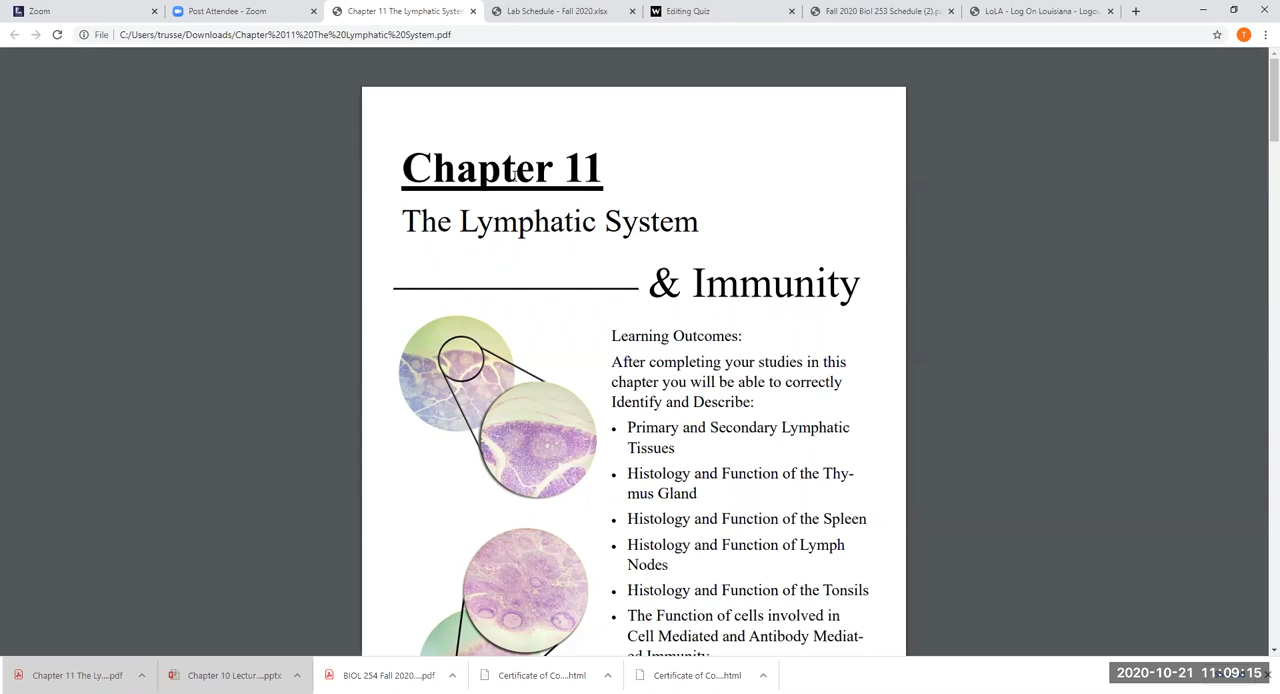 Zoom
Post Attendee - Zoom
Chapter 11 The Lymphatic System
Lab Schedule - Fall 2020.xlsx
Editing Quiz
Fall 2020 Biol 253 Schedule (2).p
LoLA - Log On Louisiana - Logou
File
C:/Users/trusse/Downloads/Chapter%2011%20The%20Lymphatic%20System.pdf
T
Chapter 11
The Lymphatic System
& Immunity
Learning Outcomes:
After completing your studies in this
chapter you will be able to correctly
Identify and Describe:
• Primary and Secondary Lymphatic
Tissues
• Histology and Function of the Thy-
mus Gland
• Histology and Function of the Spleen
• Histology and Function of Lymph
Nodes
• Histology and Function of the Tonsils
• The Function of cells involved in
Cell Mediated and Antibody Mediat-
ed Immunity
Chapter 11 The Ly....pdf
Chapter 10 Lectur....pptx
BIOL 254 Fall 2020....pdf
Certificate of Co....html
Certificate of Co....html
2020-10-21 11:09:15